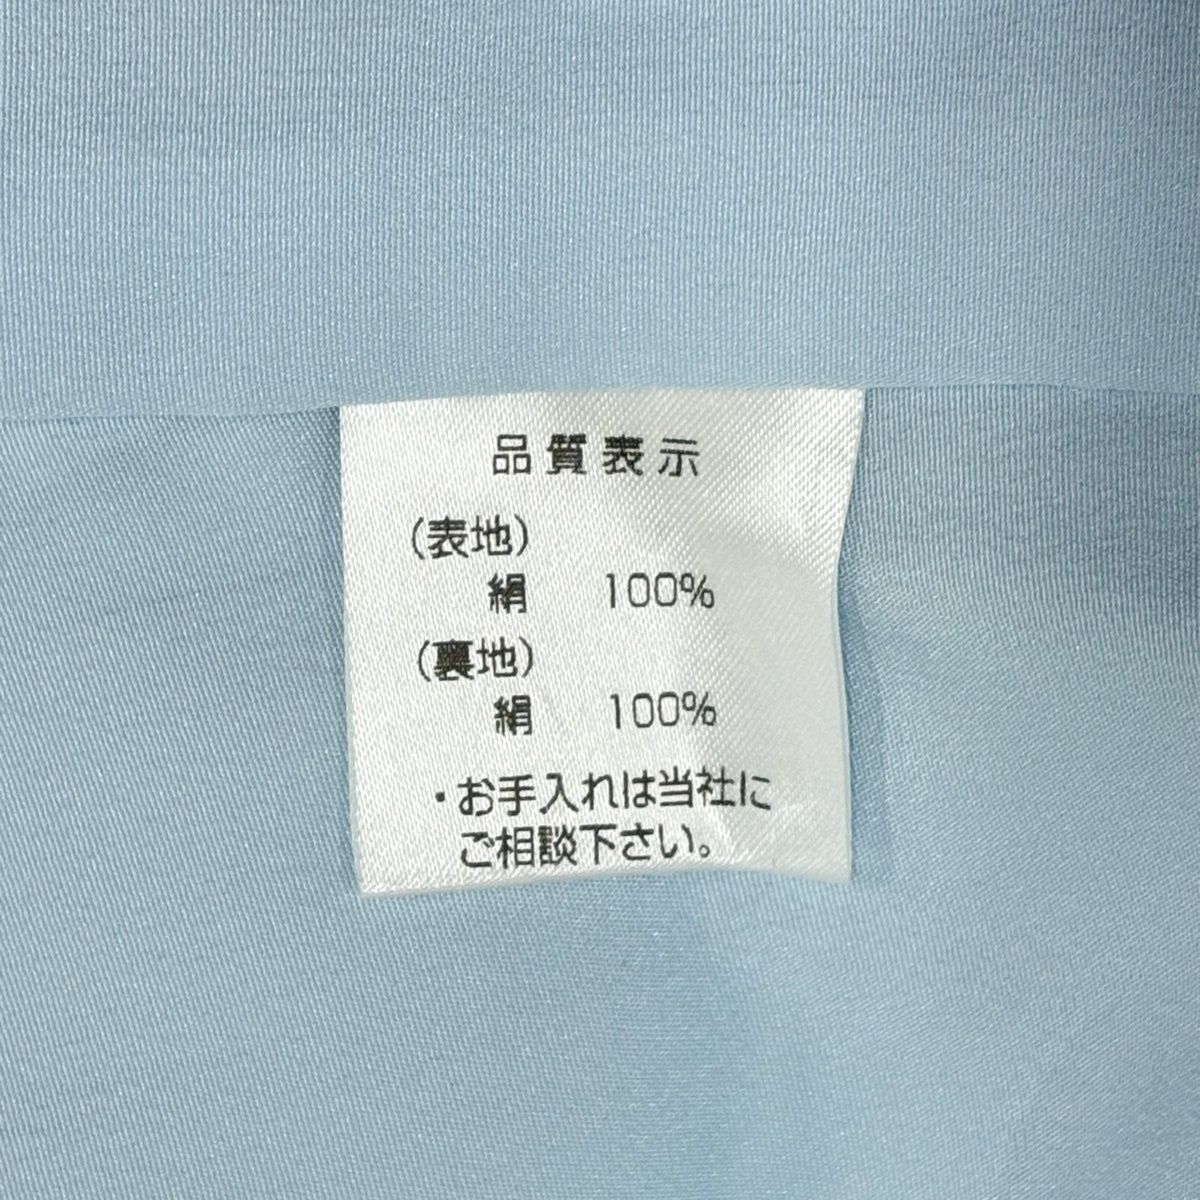 品質表示
（表地）
絹 100%
（裏地）
絹 100%
・お手入れは当社に
ご相談下さい。